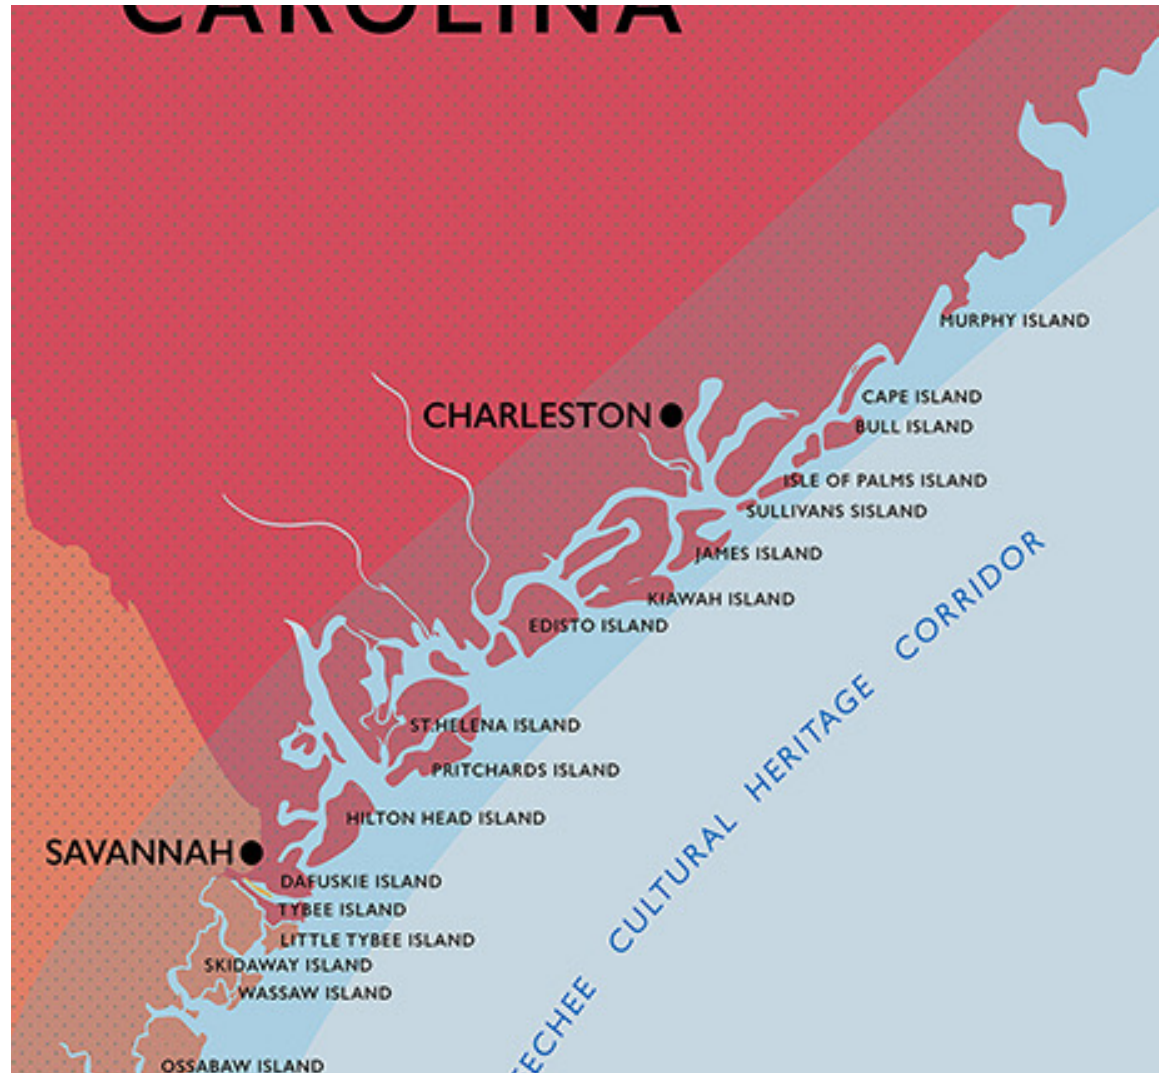 CAROLINA
MURPHY ISLAND
CAPE ISLAND
CHARLESTON
BULL ISLAND
ISLE OF PALMS ISLAND
SULLIVANS SISLAND
JAMES ISLAND
KIAWAH ISLAND
EDISTO ISLAND
ST.HELENA ISLAND
PRITCHARDS ISLAND
HILTON HEAD ISLAND
SAVANNAH
DAFUSKIE ISLAND
TYBEE ISLAND
LITTLE TYBEE ISLAND
SKIDAWAY ISLAND
WASSAW ISLAND
OSSABAW ISLAND
EECHEE CULTURAL HERITAGE CORRIDOR